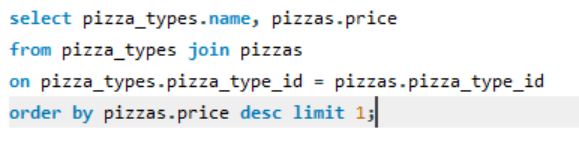 select pizza_types.name, pizzas.price
from pizza_types join pizzas
on pizza_types.pizza_type_id = pizzas.pizza_type_id
order by pizzas.price desc limit 1;